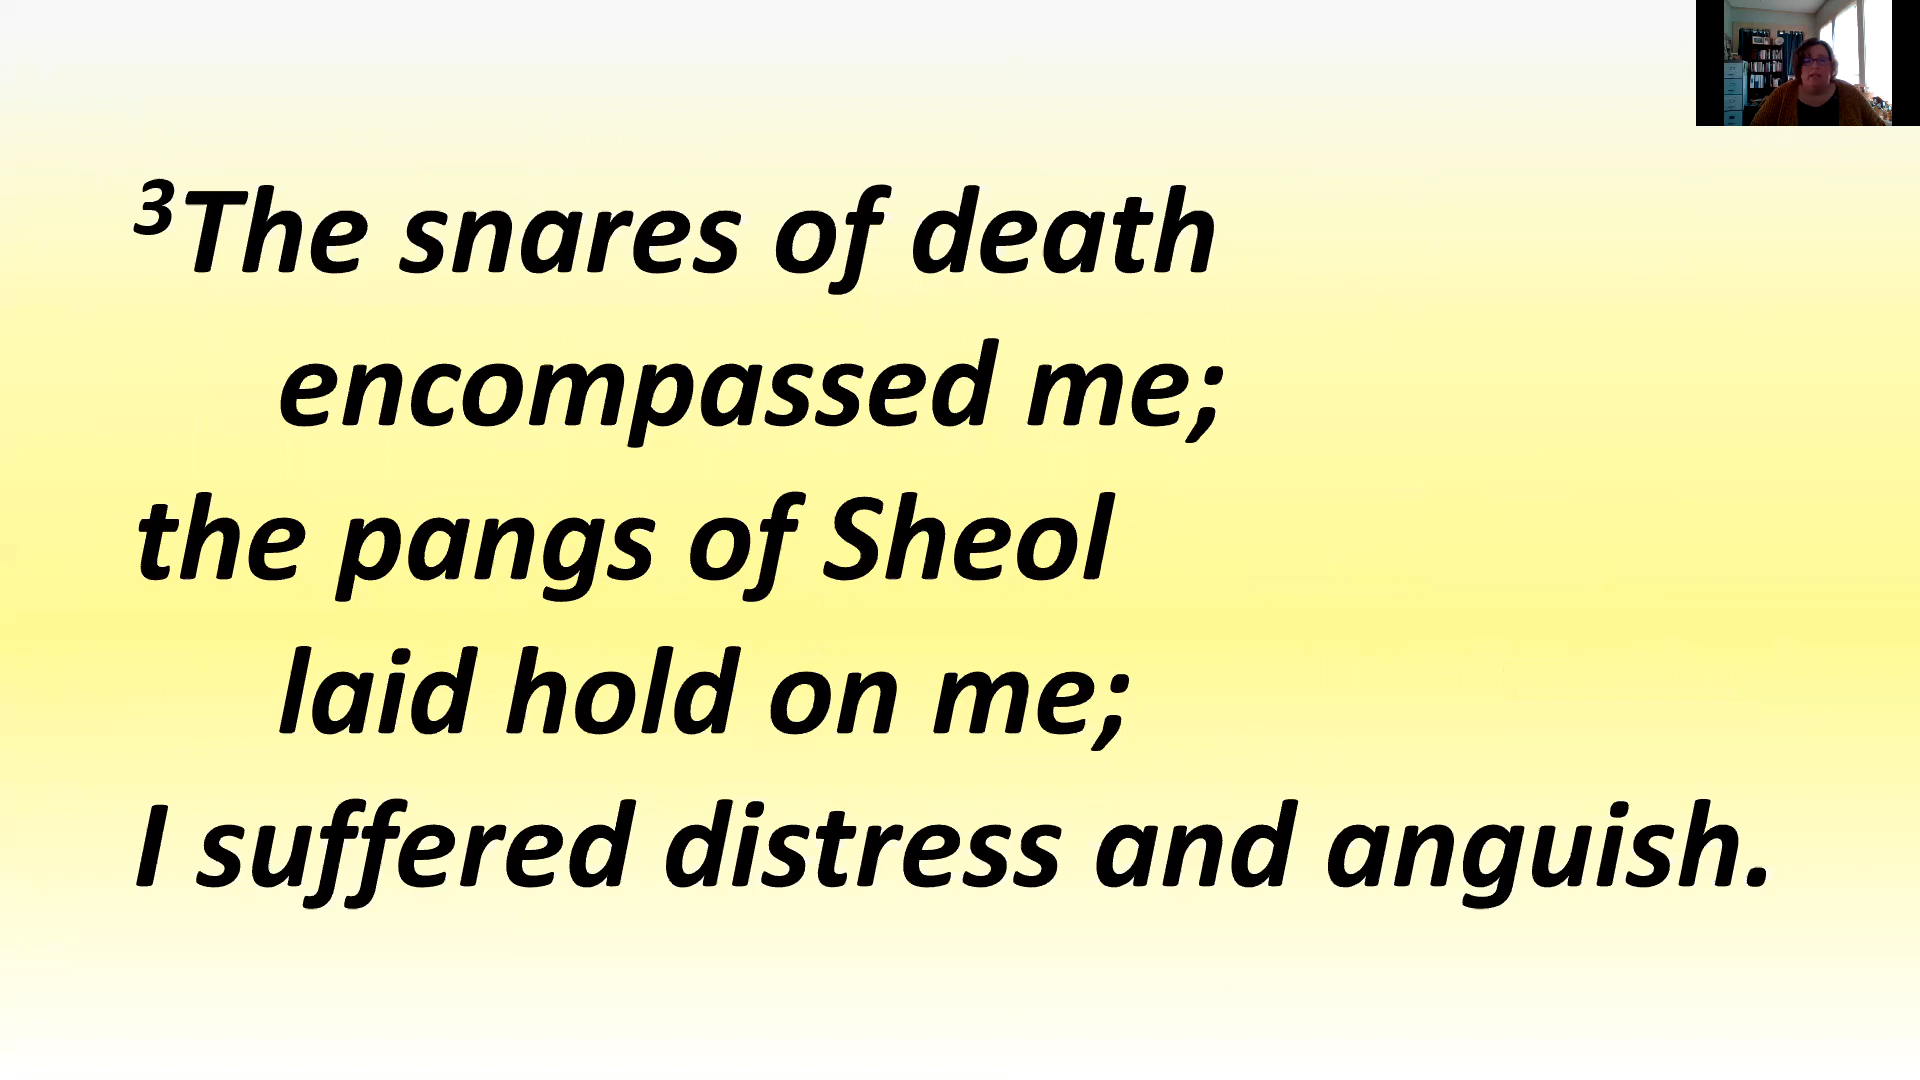 ³The snares of death
encompassed me;
the pangs of Sheol
laid hold on me;
I suffered distress and anguish.